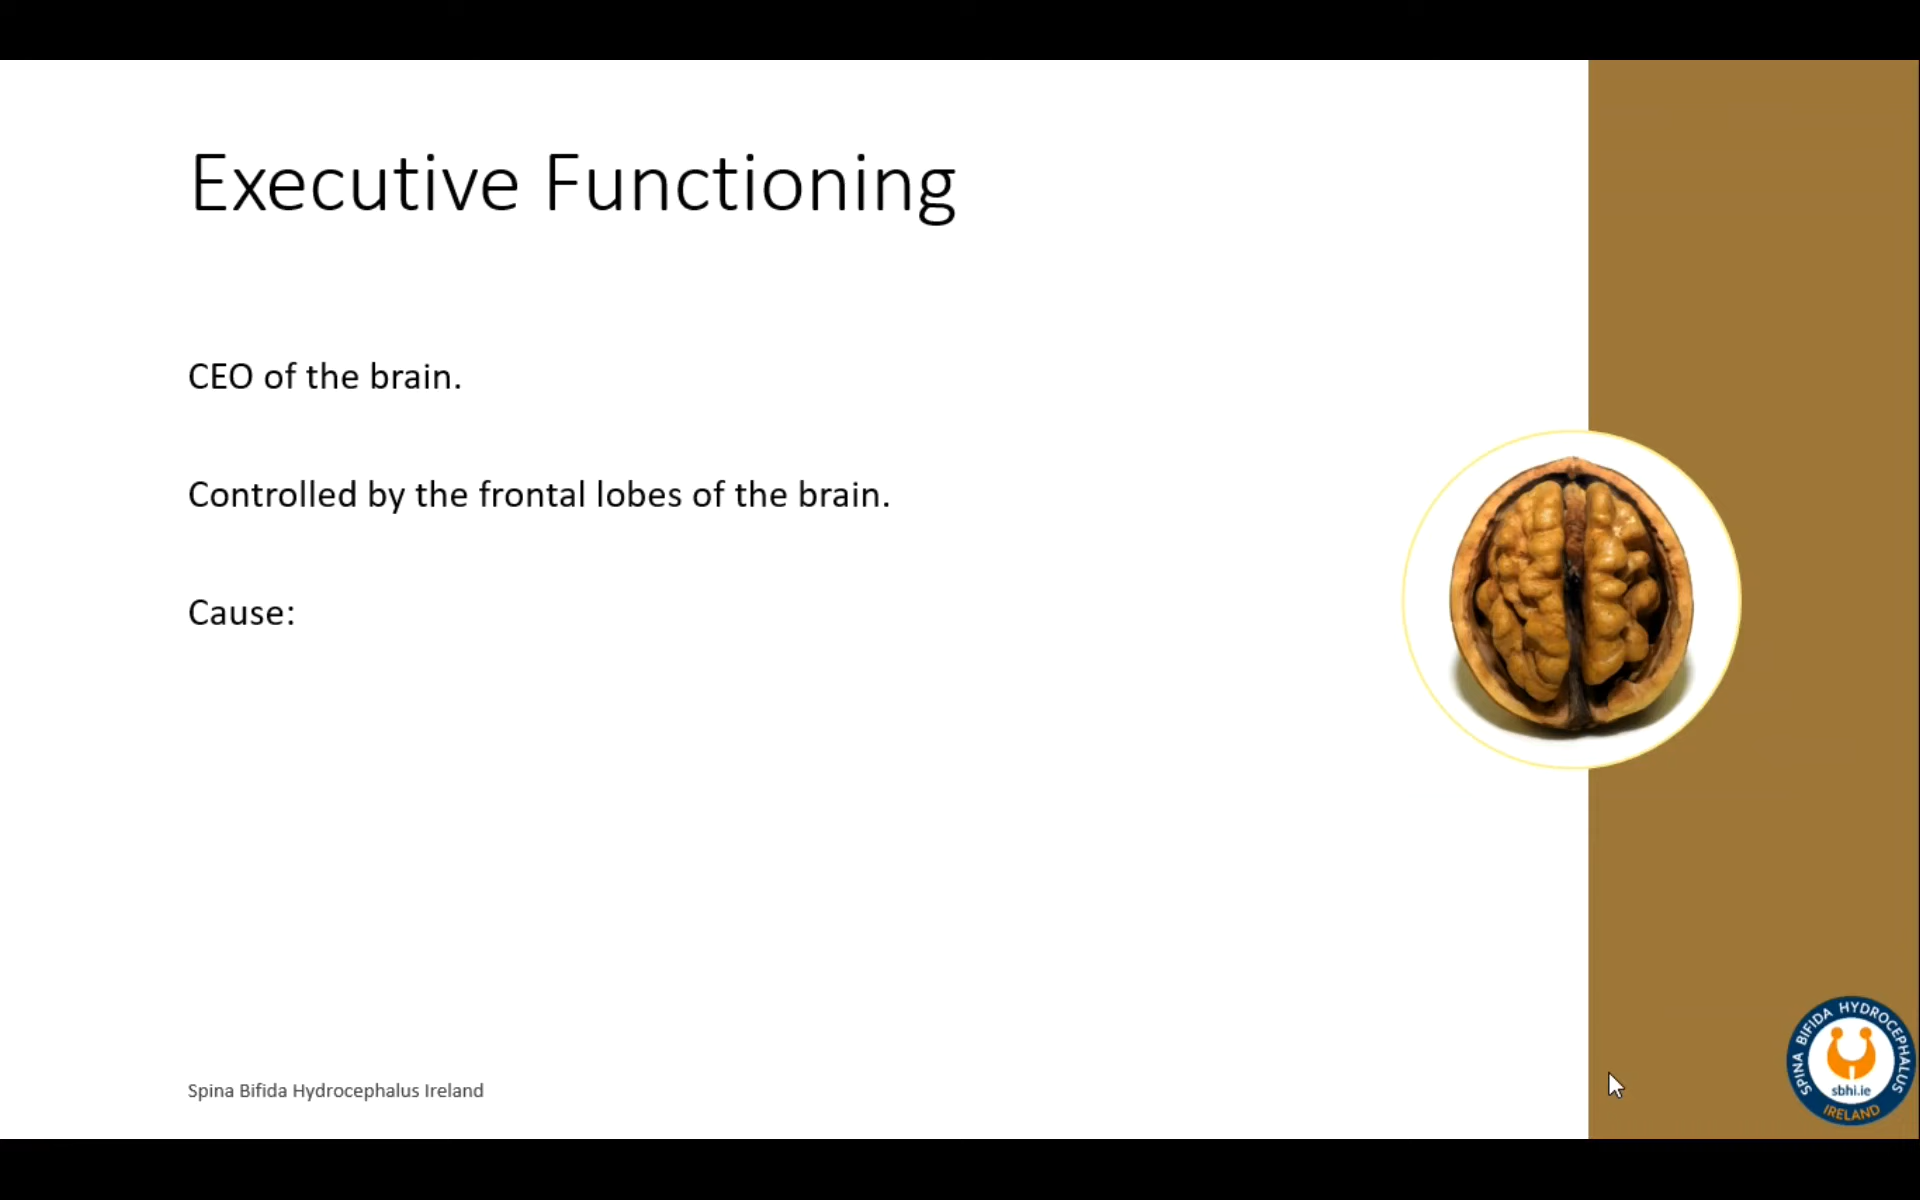 Executive Functioning
CEO of the brain.
Controlled by the frontal lobes of the brain.
Cause:
Spina Bifida Hydrocephalus Ireland
SPINA BIFIDA HYDROCEPHALUS
sbhi.ie
IRELAND